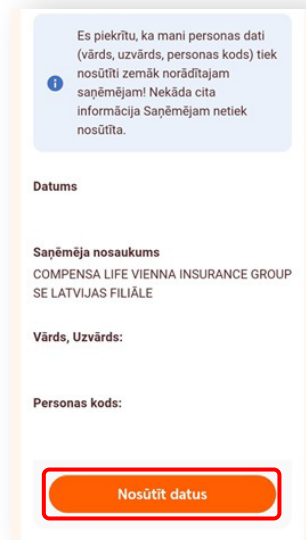 Es piekrītu, ka mani personas dati
(vārds, uzvārds, personas kods) tiek
nosūtīti zemāk norādītajam
saņēmējam! Nekāda cita
informācija Saņēmējam netiek
nosūtīta.
Datums
Saņēmēja nosaukums
COMPENSA LIFE VIENNA INSURANCE GROUP
SE LATVIJAS FILIĀLE
Vārds, Uzvārds:
Personas kods:
Nosūtīt datus